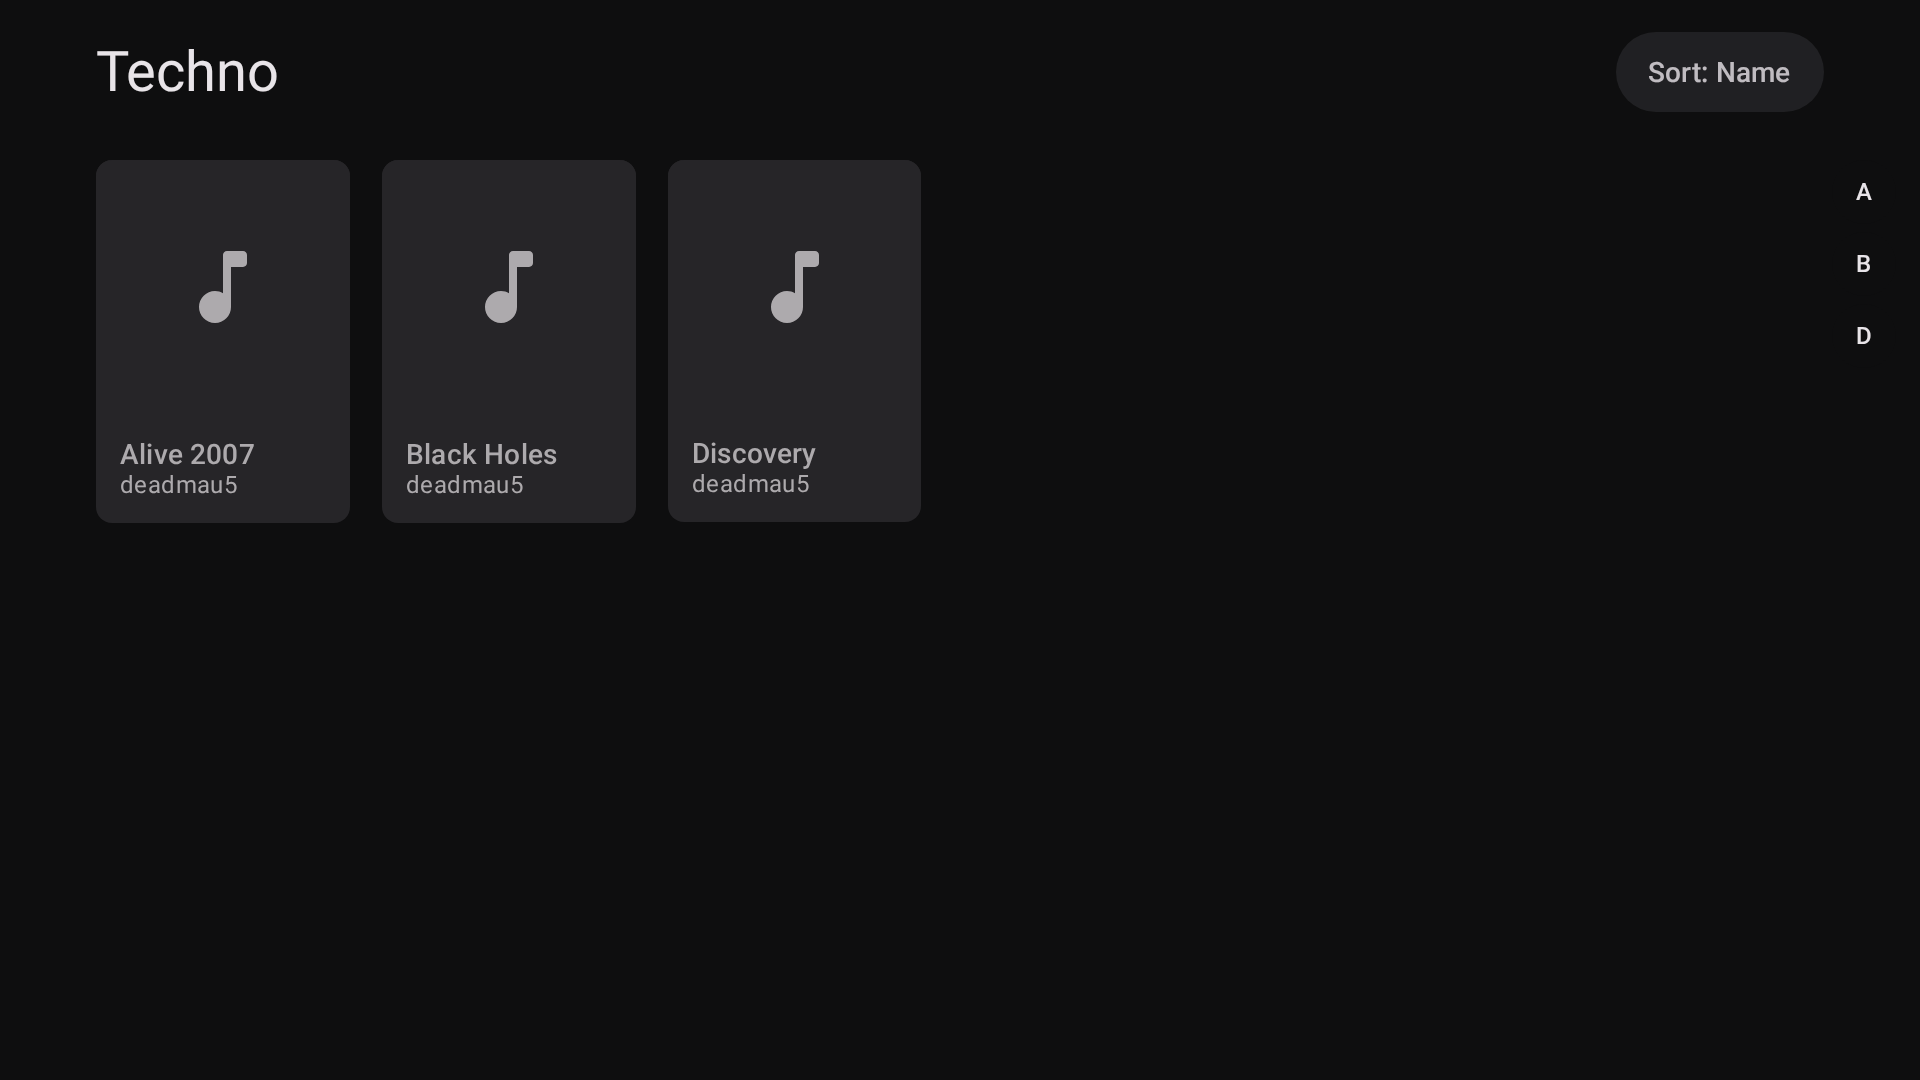 Techno
Sort: Name
Alive 2007
deadmau5
Black Holes
deadmau5
Discovery
deadmau5
A
B
D